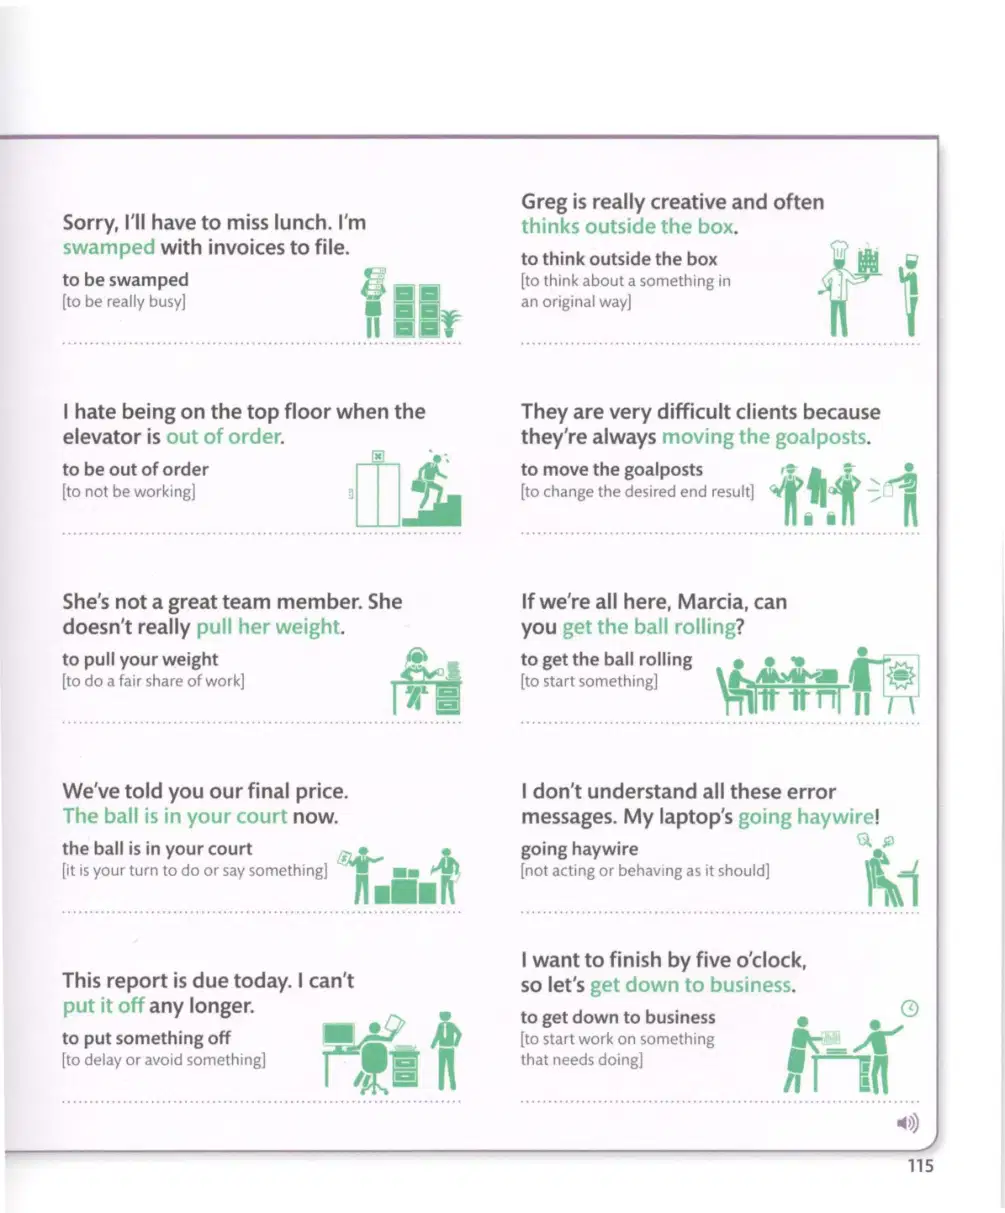 Sorry, I'll have to miss lunch. I'm
swamped with invoices to file.
to be swamped
[to be really busy]
I hate being on the top floor when the
elevator is out of order.
to be out of order
[to not be working]
She's not a great team member. She
doesn't really pull her weight.
to pull your weight
[to do a fair share of work]
We've told you our final price.
The ball is in your court now.
the ball is in your court
[it is your turn to do or say something]
This report is due today. I can't
put it off any longer.
to put something off
[to delay or avoid something]
Greg is really creative and often
thinks outside the box.
to think outside the box
[to think about a something in
an original way]
They are very difficult clients because
they're always moving the goalposts.
to move the goalposts
[to change the desired end result]
If we're all here, Marcia, can
you get the ball rolling?
to get the ball rolling
[to start something]
I don't understand all these error
messages. My laptop's going haywire!
going haywire
[not acting or behaving as it should]
I want to finish by five o'clock,
so let's get down to business.
to get down to business
[to start work on something
that needs doing]
115